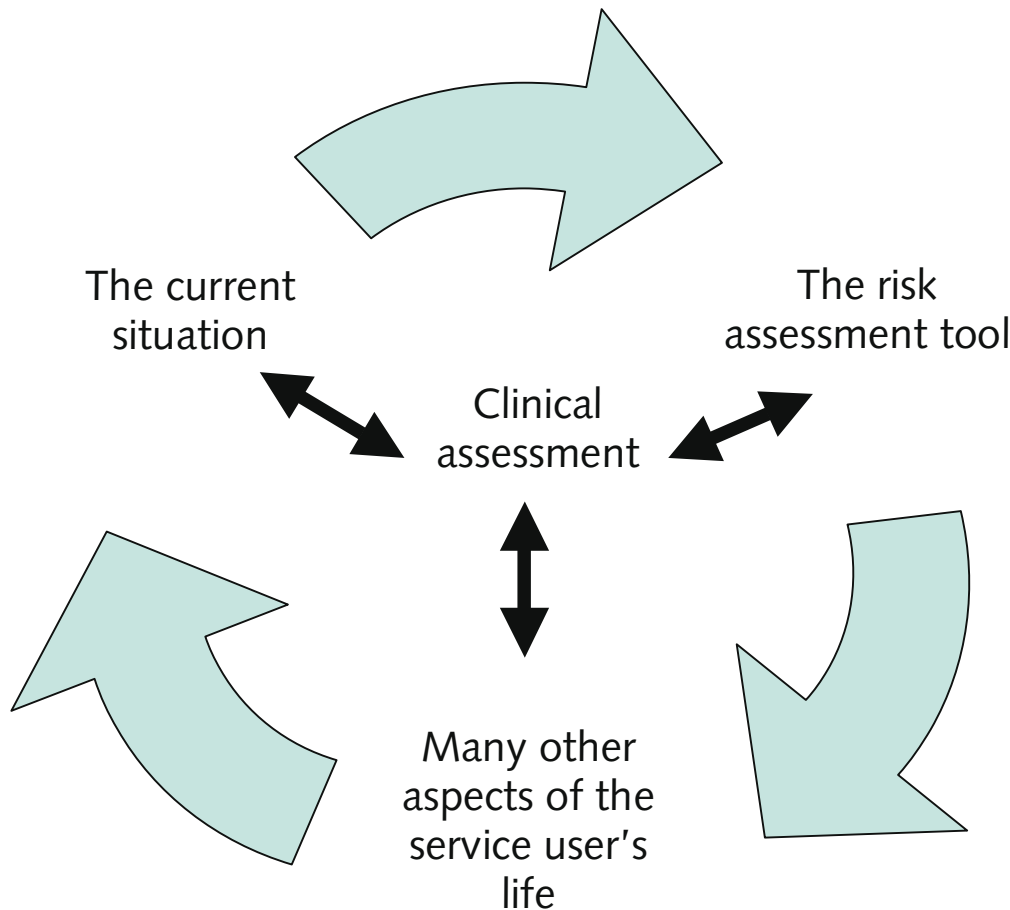 The current
situation
The risk
assessment tool
Clinical
assessment
Many other
aspects of the
service user’s
life